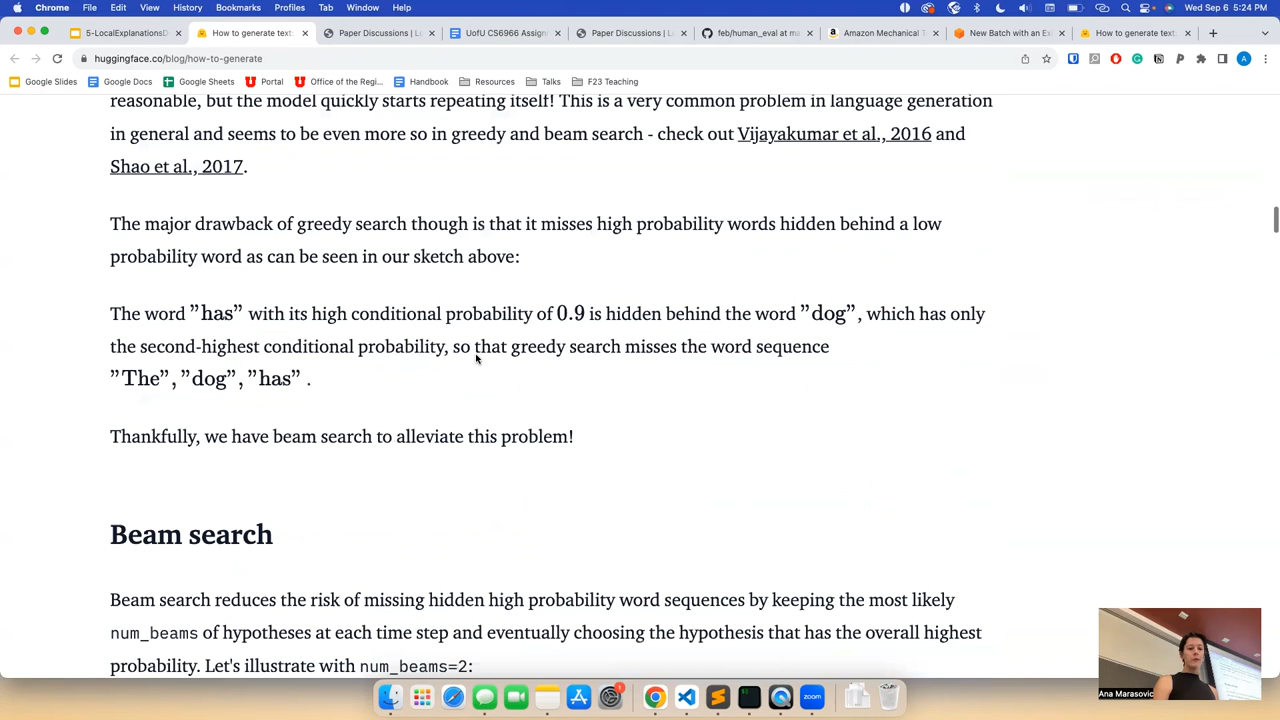 Chrome File Edit View History Bookmarks Profiles Tab Window Help Wed Sep 6 5:24 PM
5-LocalExplanationsD How to generate text: Paper Discussions | Le UofU CS6966 Assign Paper Discussions | Le feb/human_eval at ma Amazon Mechanical T New Batch with an Ex How to generate text:
huggingface.co/blog/how-to-generate
Google Slides Google Docs Google Sheets Portal Office of the Regi... Handbook Resources Talks F23 Teaching
reasonable, but the model quickly starts repeating itself! This is a very common problem in language generation
in general and seems to be even more so in greedy and beam search - check out Vijayakumar et al., 2016 and
Shao et al., 2017.
The major drawback of greedy search though is that it misses high probability words hidden behind a low
probability word as can be seen in our sketch above:
The word "has" with its high conditional probability of 0.9 is hidden behind the word "dog", which has only
the second-highest conditional probability, so that greedy search misses the word sequence
"The", "dog", "has" .
Thankfully, we have beam search to alleviate this problem!
Beam search
Beam search reduces the risk of missing hidden high probability word sequences by keeping the most likely
num_beams of hypotheses at each time step and eventually choosing the hypothesis that has the overall highest
probability. Let's illustrate with num_beams=2:
Ana Marasovic
zoom